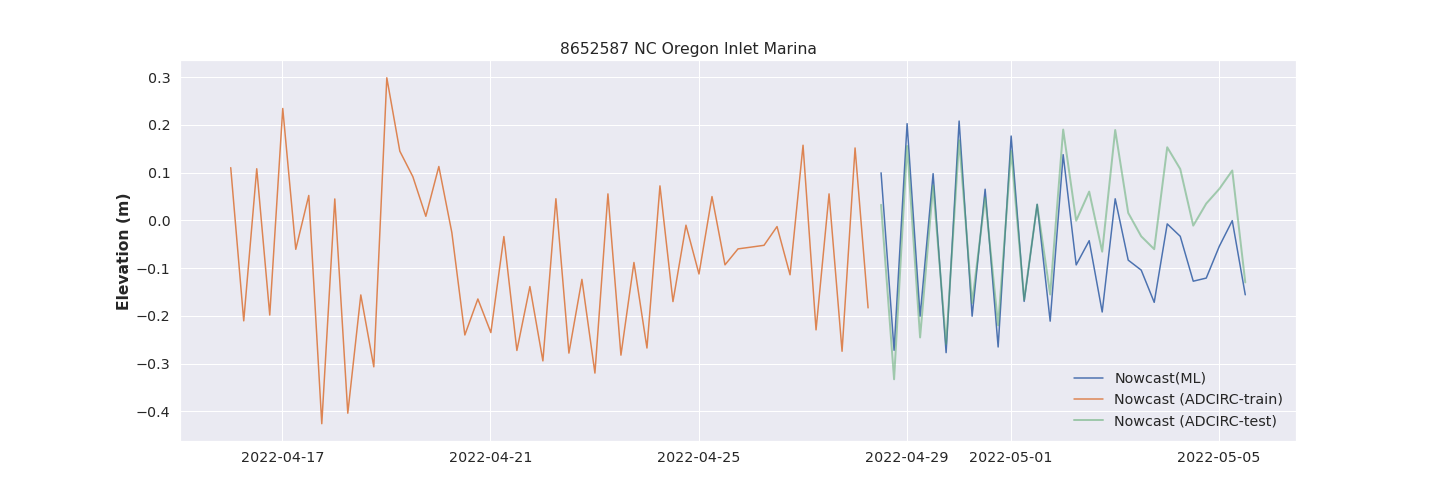 8652587 NC Oregon Inlet Marina
Elevation (m)
0.3
0.2
0.1
0.0
−0.1
−0.2
−0.3
−0.4
Nowcast(ML)
Nowcast (ADCIRC-train)
Nowcast (ADCIRC-test)
2022-04-17 2022-04-21 2022-04-25 2022-04-29 2022-05-01 2022-05-05